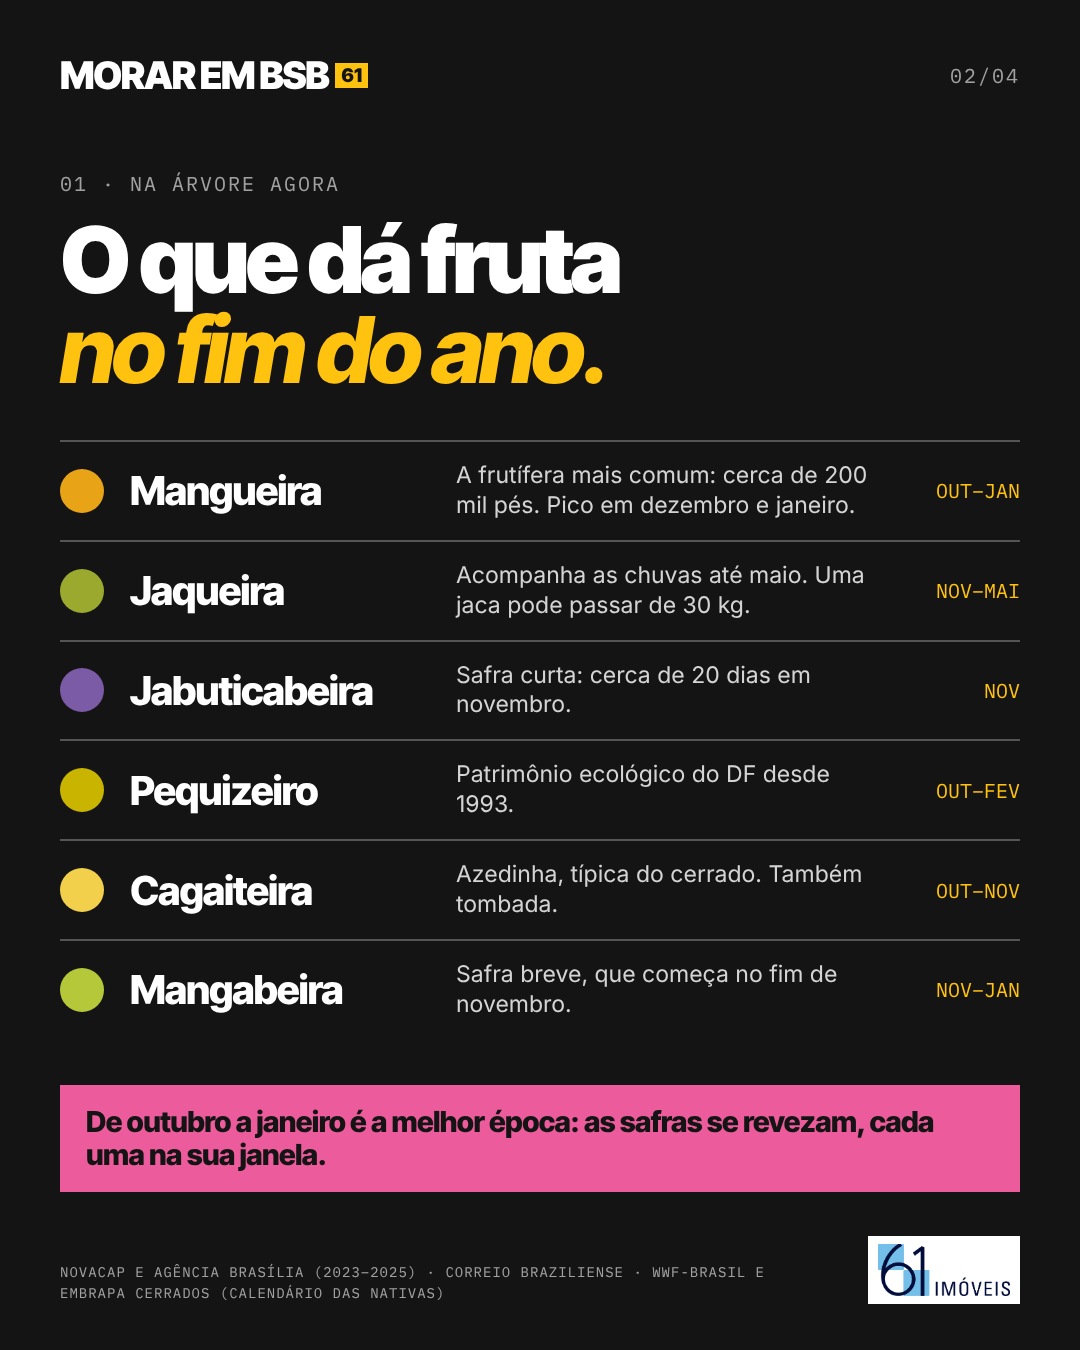 MORAR EM BSB 61
02/04
01 · NA ÁRVORE AGORA
O que dá fruta
no fim do ano.
Mangueira
A frutífera mais comum: cerca de 200
mil pés. Pico em dezembro e janeiro.
OUT–JAN
Jaqueira
Acompanha as chuvas até maio. Uma
jaca pode passar de 30 kg.
NOV–MAI
Jabuticabeira
Safra curta: cerca de 20 dias em
novembro.
NOV
Pequizeiro
Patrimônio ecológico do DF desde
1993.
OUT–FEV
Cagaiteira
Azedinha, típica do cerrado. Também
tombada.
OUT–NOV
Mangabeira
Safra breve, que começa no fim de
novembro.
NOV–JAN
De outubro a janeiro é a melhor época: as safras se revezam, cada
uma na sua janela.
NOVACAP E AGÊNCIA BRASÍLIA (2023–2025) · CORREIO BRAZILIENSE · WWF-BRASIL E
EMBRAPA CERRADOS (CALENDÁRIO DAS NATIVAS)
61 IMÓVEIS